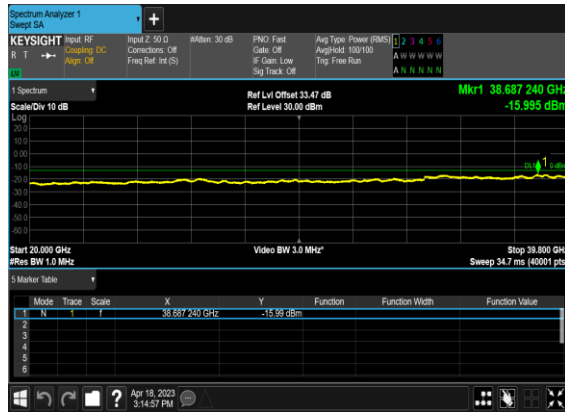 Spectrum Analyzer 1
Swept SA
KEYSIGHT Input: RF Input Z: 50 Ω #Atten: 30 dB PNO: Fast Avg Type: Power (RMS) 1 2 3 4 5 6
R T Coupling: DC Corrections: Off Gate: Off Avg|Hold: 100/100 A W W W W W
Align: Off Freq Ref: Int (S) IF Gain: Low Trig: Free Run
Sig Track: Off A N N N N N
1 Spectrum Ref Lvl Offset 33.47 dB Mkr1 38.687 240 GHz
Scale/Div 10 dB Ref Level 30.00 dBm -15.995 dBm
Log
20.0
10.0
0.00 1
-10.0 DL1
-20.0
-30.0
-40.0
-50.0
-60.0
Start 20.000 GHz Video BW 3.0 MHz* Stop 39.800 GHz
#Res BW 1.0 MHz Sweep 34.7 ms (40001 pts)
5 Marker Table
Mode Trace Scale X Y Function Function Width Function Value
1 N 1 f 38.687 240 GHz -15.99 dBm
2
3
4
5
6
? Apr 18, 2023
3:14:57 PM